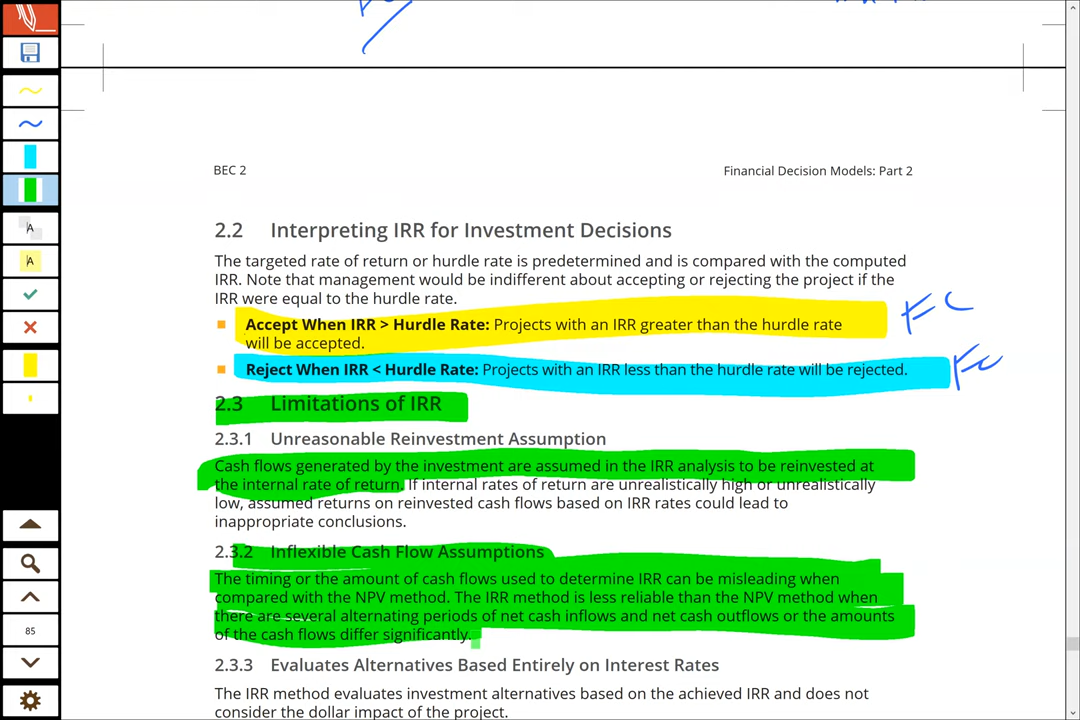 BEC 2
Financial Decision Models: Part 2
2.2 Interpreting IRR for Investment Decisions
The targeted rate of return or hurdle rate is predetermined and is compared with the computed
IRR. Note that management would be indifferent about accepting or rejecting the project if the
IRR were equal to the hurdle rate.
Accept When IRR > Hurdle Rate: Projects with an IRR greater than the hurdle rate
will be accepted.
Reject When IRR < Hurdle Rate: Projects with an IRR less than the hurdle rate will be rejected.
2.3 Limitations of IRR
2.3.1 Unreasonable Reinvestment Assumption
Cash flows generated by the investment are assumed in the IRR analysis to be reinvested at
the internal rate of return. If internal rates of return are unrealistically high or unrealistically
low, assumed returns on reinvested cash flows based on IRR rates could lead to
inappropriate conclusions.
2.3.2 Inflexible Cash Flow Assumptions
The timing or the amount of cash flows used to determine IRR can be misleading when
compared with the NPV method. The IRR method is less reliable than the NPV method when
there are several alternating periods of net cash inflows and net cash outflows or the amounts
of the cash flows differ significantly.
85
2.3.3 Evaluates Alternatives Based Entirely on Interest Rates
The IRR method evaluates investment alternatives based on the achieved IRR and does not
consider the dollar impact of the project.